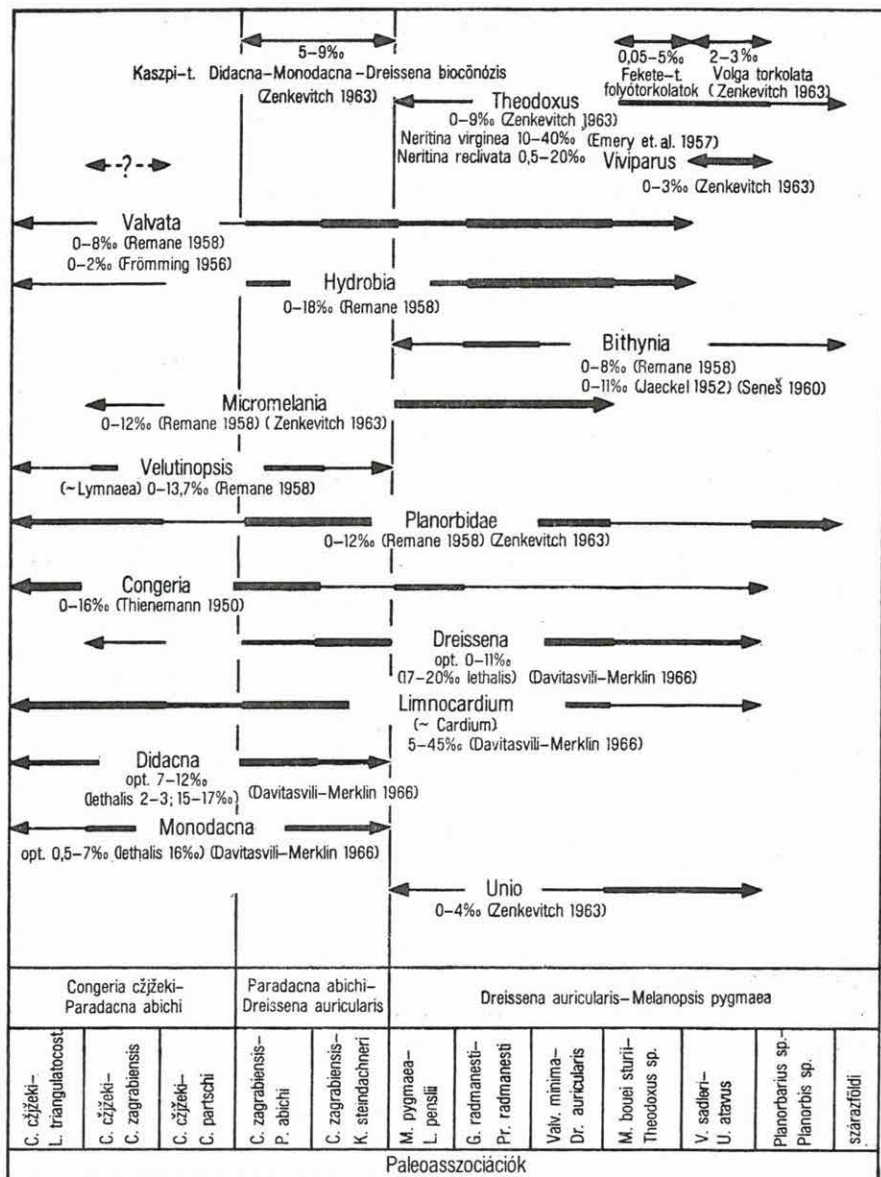 5–9‰
Kaszpi-t. Didacna–Monodacna–Dreissena biocönózis
(Zenkevitch 1963)
0,05–5‰
2–3‰
Fekete-t. folyótorkolatok
Volga torkolata
(Zenkevitch 1963)
Theodoxus
0–9‰ (Zenkevitch 1963)
Neritina virginea 10–40‰ (Emery et. al. 1957)
Neritina reclivata 0,5–20‰
–?–
Viviparus
0–3‰ (Zenkevitch 1963)
Valvata
0–8‰ (Remane 1958)
0–2‰ (Frömming 1956)
Hydrobia
0–18‰ (Remane 1958)
Bithynia
0–8‰ (Remane 1958)
0–11‰ (Jaeckel 1952) (Seneš 1960)
Micromelania
0–12‰ (Remane 1958) (Zenkevitch 1963)
Velutinopsis
(~Lymnaea) 0–13,7‰ (Remane 1958)
Planorbidae
0–12‰ (Remane 1958) (Zenkevitch 1963)
Congeria
0–16‰ (Thienemann 1950)
Dreissena
opt. 0–11‰
(17–20‰ lethalis) (Davitasvili–Merklin 1966)
Limnocardium
(~ Cardium)
5–45‰ (Davitasvili–Merklin 1966)
Didacna
opt. 7–12‰
(lethalis 2–3; 15–17‰) (Davitasvili–Merklin 1966)
Monodacna
opt. 0,5–7‰ (lethalis 16‰) (Davitasvili–Merklin 1966)
Unio
0–4‰ (Zenkevitch 1963)
Congeria cžjžeki–
Paradacna abichi
Paradacna abichi–
Dreissena auricularis
Dreissena auricularis–Melanopsis pygmaea
C. cžjžeki–
L. triangulatocost.
C. cžjžeki–
C. zagrabiensis
C. cžjžeki–
C. partschi
C. zagrabiensis–
P. abichi
C. zagrabiensis–
K. steindachneri
M. pygmaea–
L. penslii
G. radmanesti–
Pr. radmanesti
Valv. minima–
Dr. auricularis
M. bouei sturii–
Theodoxus sp.
V. sadleri–
U. atavus
Planorbarius sp.–
Planorbis sp.
szárazföldi
Paleoasszociációk